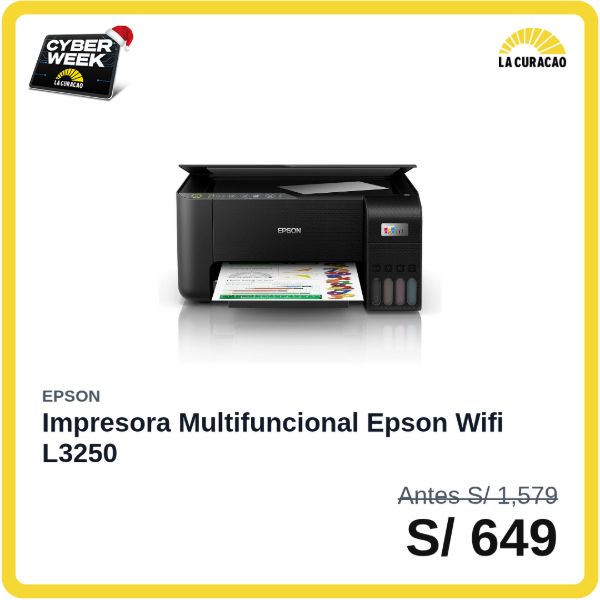 CYBER
WEEK
LA CURACAO
LA CURACAO
EPSON
EPSON
Impresora Multifuncional Epson Wifi
L3250
Antes S/ 1,579
S/ 649